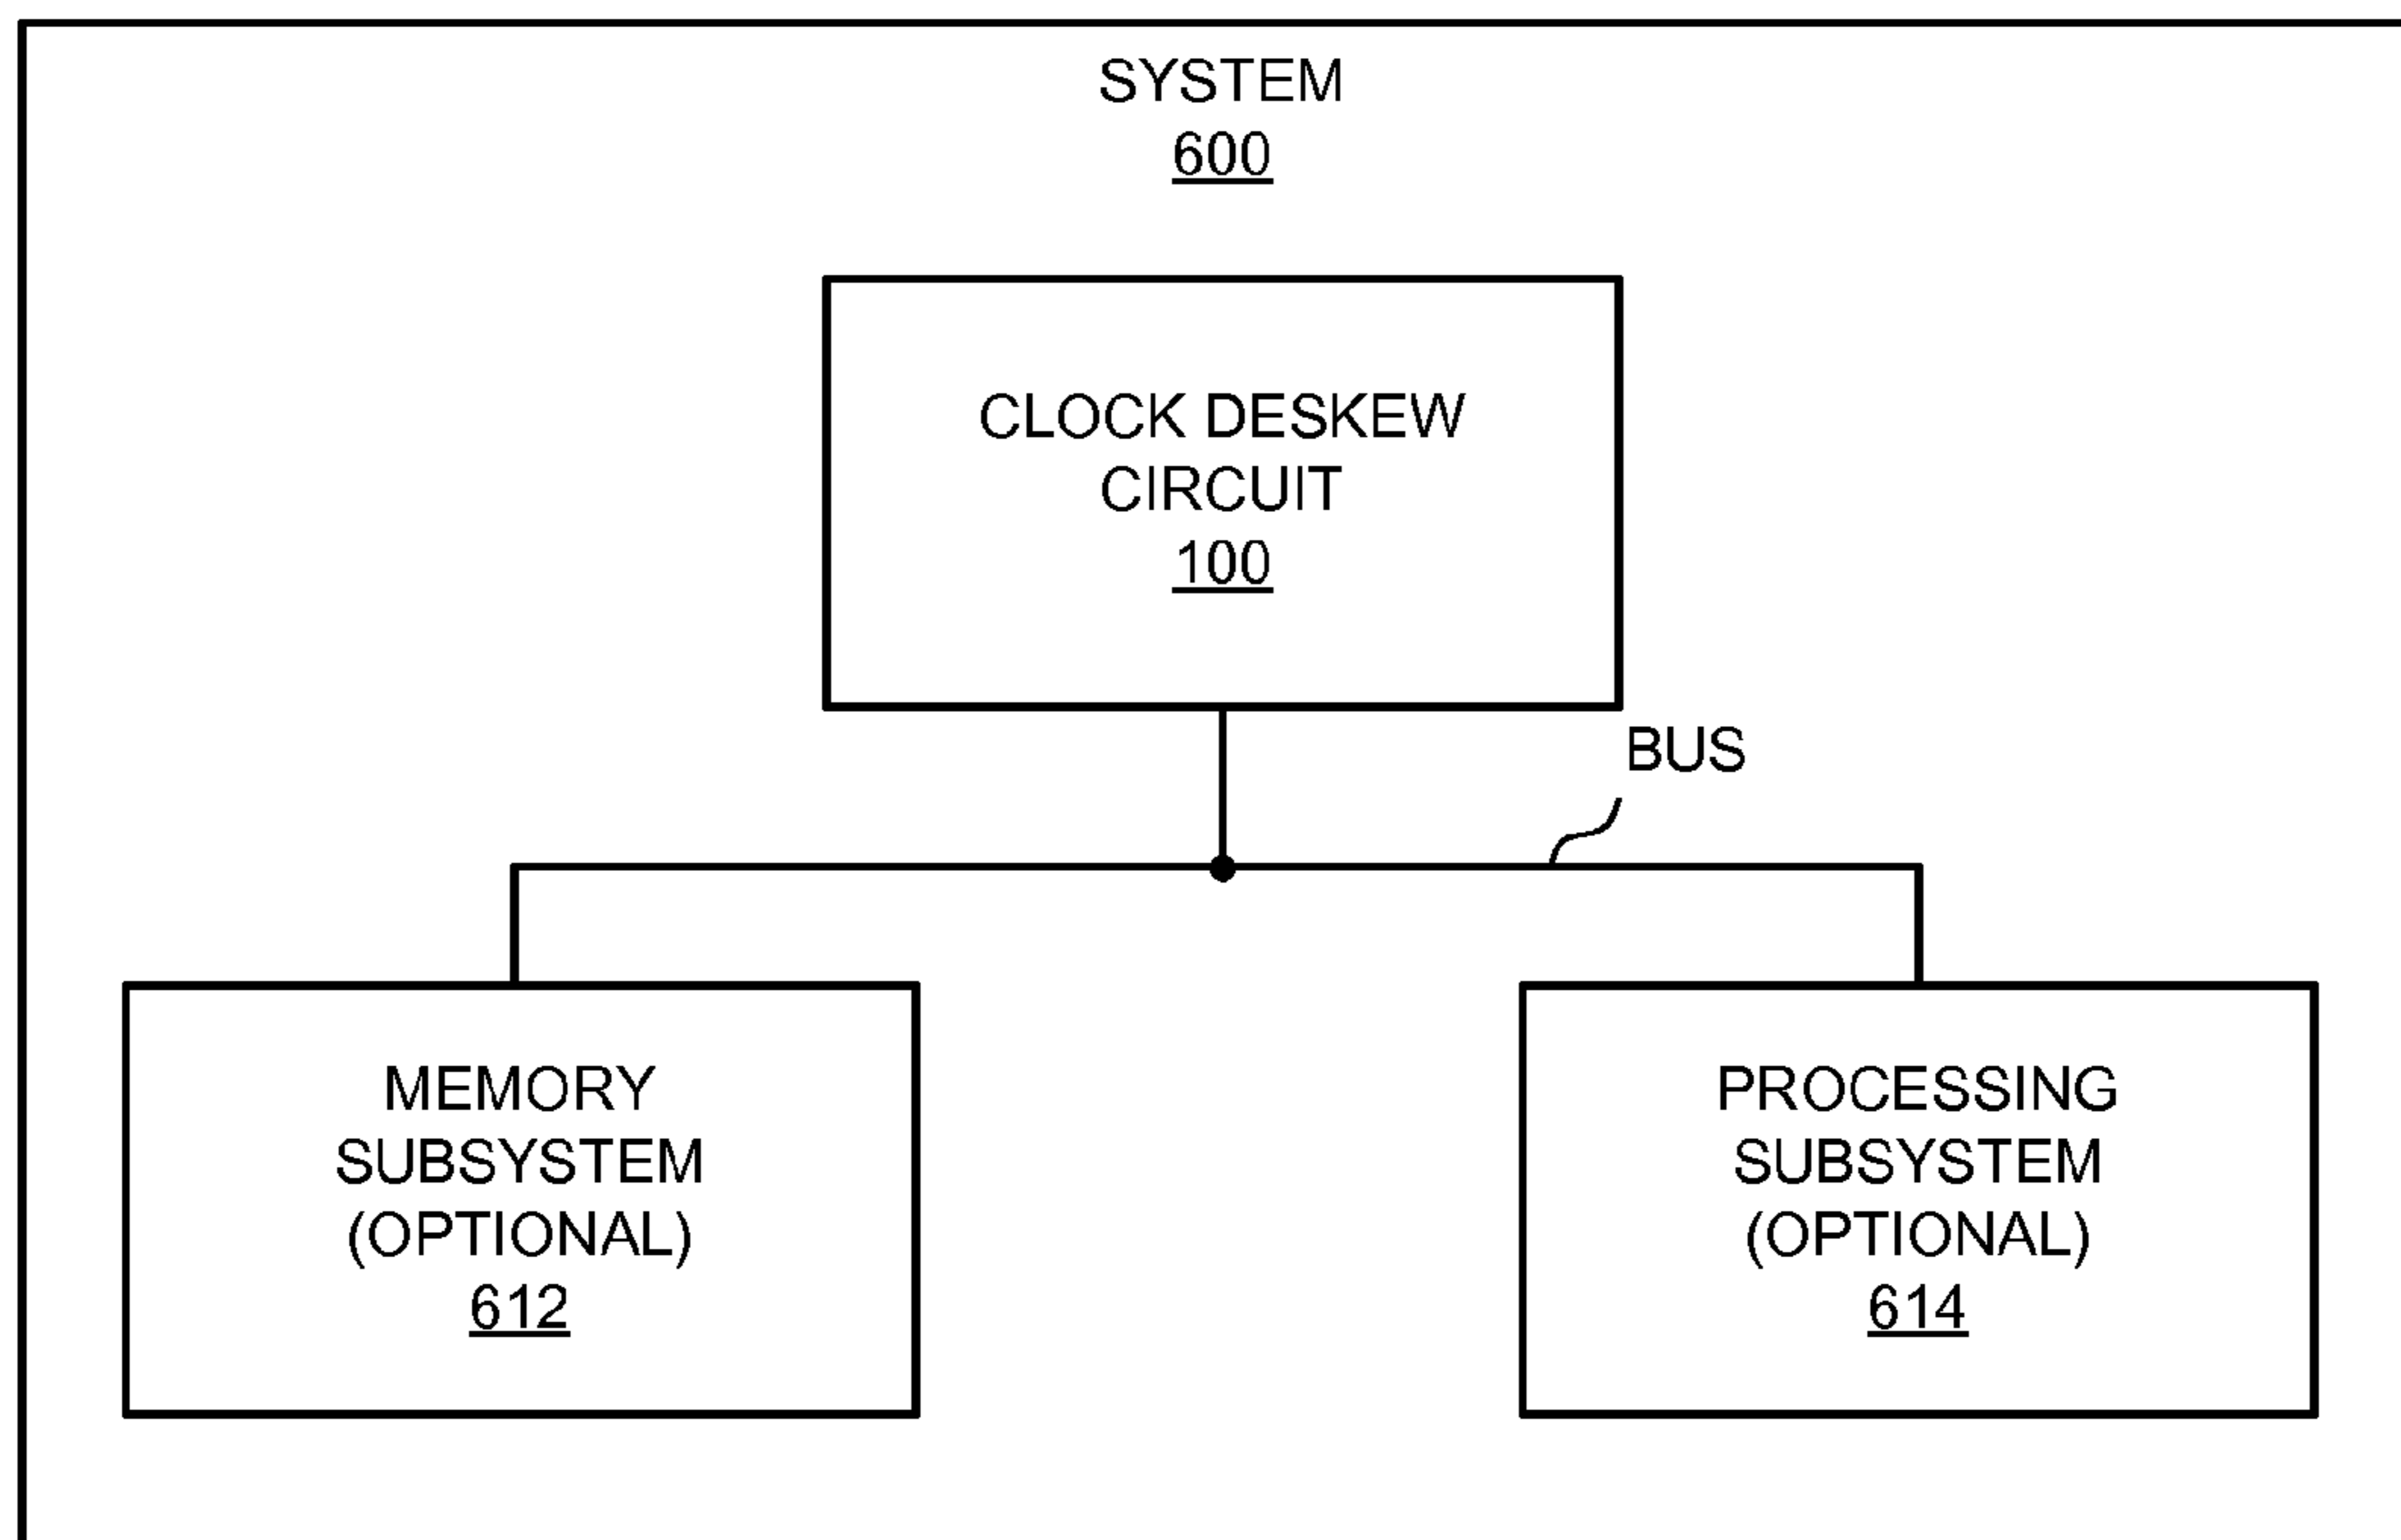 SYSTEM
600
CLOCK DESKEW
CIRCUIT
100
BUS
MEMORY
SUBSYSTEM
(OPTIONAL)
612
PROCESSING
SUBSYSTEM
(OPTIONAL)
614